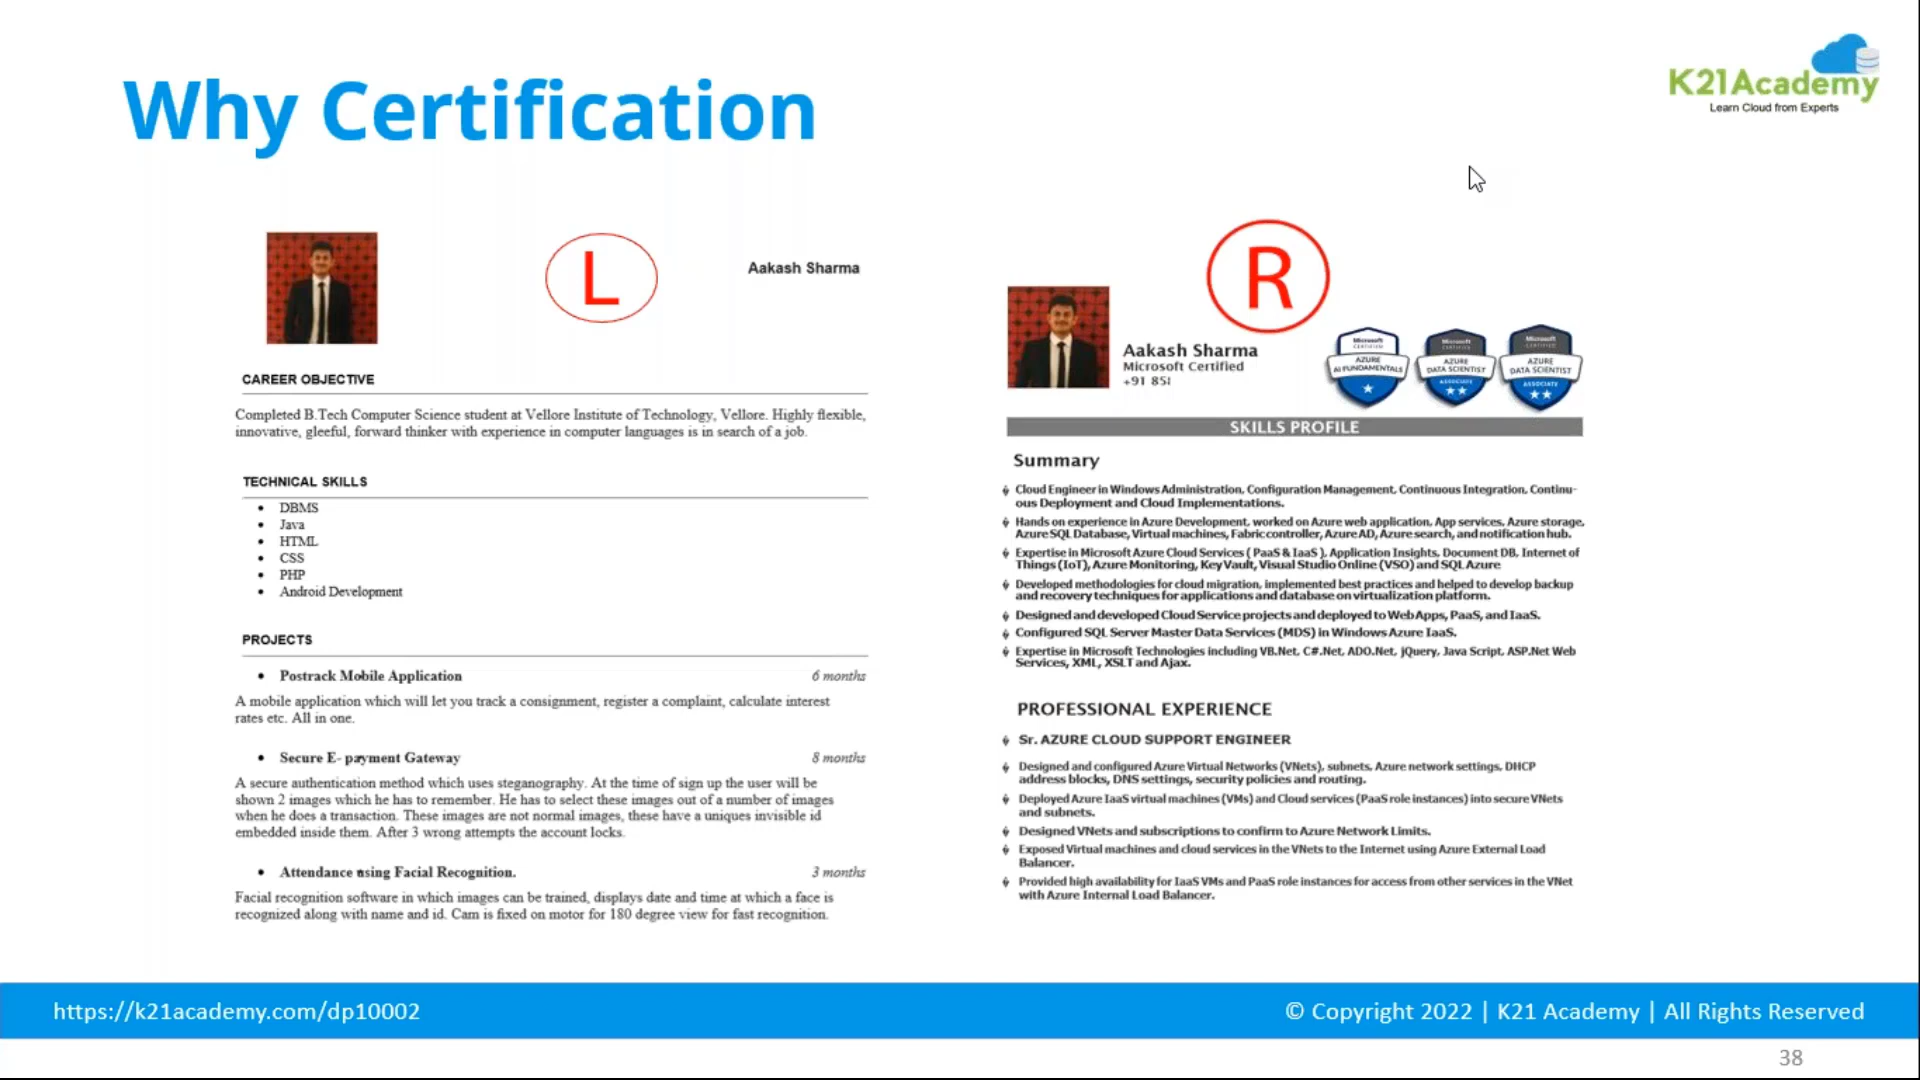 Why Certification
K21Academy
Learn Cloud from Experts
L
Aakash Sharma
CAREER OBJECTIVE
Completed B.Tech Computer Science student at Vellore Institute of Technology, Vellore. Highly flexible,
innovative, gleeful, forward thinker with experience in computer languages is in search of a job.
TECHNICAL SKILLS
• DBMS
• Java
• HTML
• CSS
• PHP
• Android Development
PROJECTS
• Postrack Mobile Application 6 months
A mobile application which will let you track a consignment, register a complaint, calculate interest
rates etc. All in one.
• Secure E- payment Gateway 8 months
A secure authentication method which uses steganography. At the time of sign up the user will be
shown 2 images which he has to remember. He has to select these images out of a number of images
when he does a transaction. These images are not normal images, these have a uniques invisible id
embedded inside them. After 3 wrong attempts the account locks.
• Attendance using Facial Recognition. 3 months
Facial recognition software in which images can be trained, displays date and time at which a face is
recognized along with name and id. Cam is fixed on motor for 180 degree view for fast recognition.
R
Aakash Sharma
Microsoft Certified
+91 85
Microsoft
CERTIFIED
AZURE
AI FUNDAMENTALS
Microsoft
CERTIFIED
AZURE
DATA SCIENTIST
ASSOCIATE
Microsoft
CERTIFIED
AZURE
DATA SCIENTIST
ASSOCIATE
SKILLS PROFILE
Summary
Cloud Engineer in Windows Administration, Configuration Management, Continuous Integration, Continu-
ous Deployment and Cloud Implementations.
Hands on experience in Azure Development, worked on Azure web application, App services, Azure storage,
Azure SQL Database, Virtual machines, Fabric controller, Azure AD, Azure search, and notification hub.
Expertise in Microsoft Azure Cloud Services ( PaaS & IaaS ), Application Insights, Document DB, Internet of
Things (IoT), Azure Monitoring, Key Vault, Visual Studio Online (VSO) and SQL Azure
Developed methodologies for cloud migration, implemented best practices and helped to develop backup
and recovery techniques for applications and database on virtualization platform.
Designed and developed Cloud Service projects and deployed to Web Apps, PaaS, and IaaS.
Configured SQL Server Master Data Services (MDS) in Windows Azure IaaS.
Expertise in Microsoft Technologies including VB.Net, C#.Net, ADO.Net, jQuery, Java Script, ASP.Net Web
Services, XML, XSLT and Ajax.
PROFESSIONAL EXPERIENCE
Sr. AZURE CLOUD SUPPORT ENGINEER
Designed and configured Azure Virtual Networks (VNets), subnets, Azure network settings, DHCP
address blocks, DNS settings, security policies and routing.
Deployed Azure IaaS virtual machines (VMs) and Cloud services (PaaS role instances) into secure VNets
and subnets.
Designed VNets and subscriptions to confirm to Azure Network Limits.
Exposed Virtual machines and cloud services in the VNets to the Internet using Azure External Load
Balancer.
Provided high availability for IaaS VMs and PaaS role instances for access from other services in the VNet
with Azure Internal Load Balancer.
https://k21academy.com/dp10002
© Copyright 2022 | K21 Academy | All Rights Reserved
38